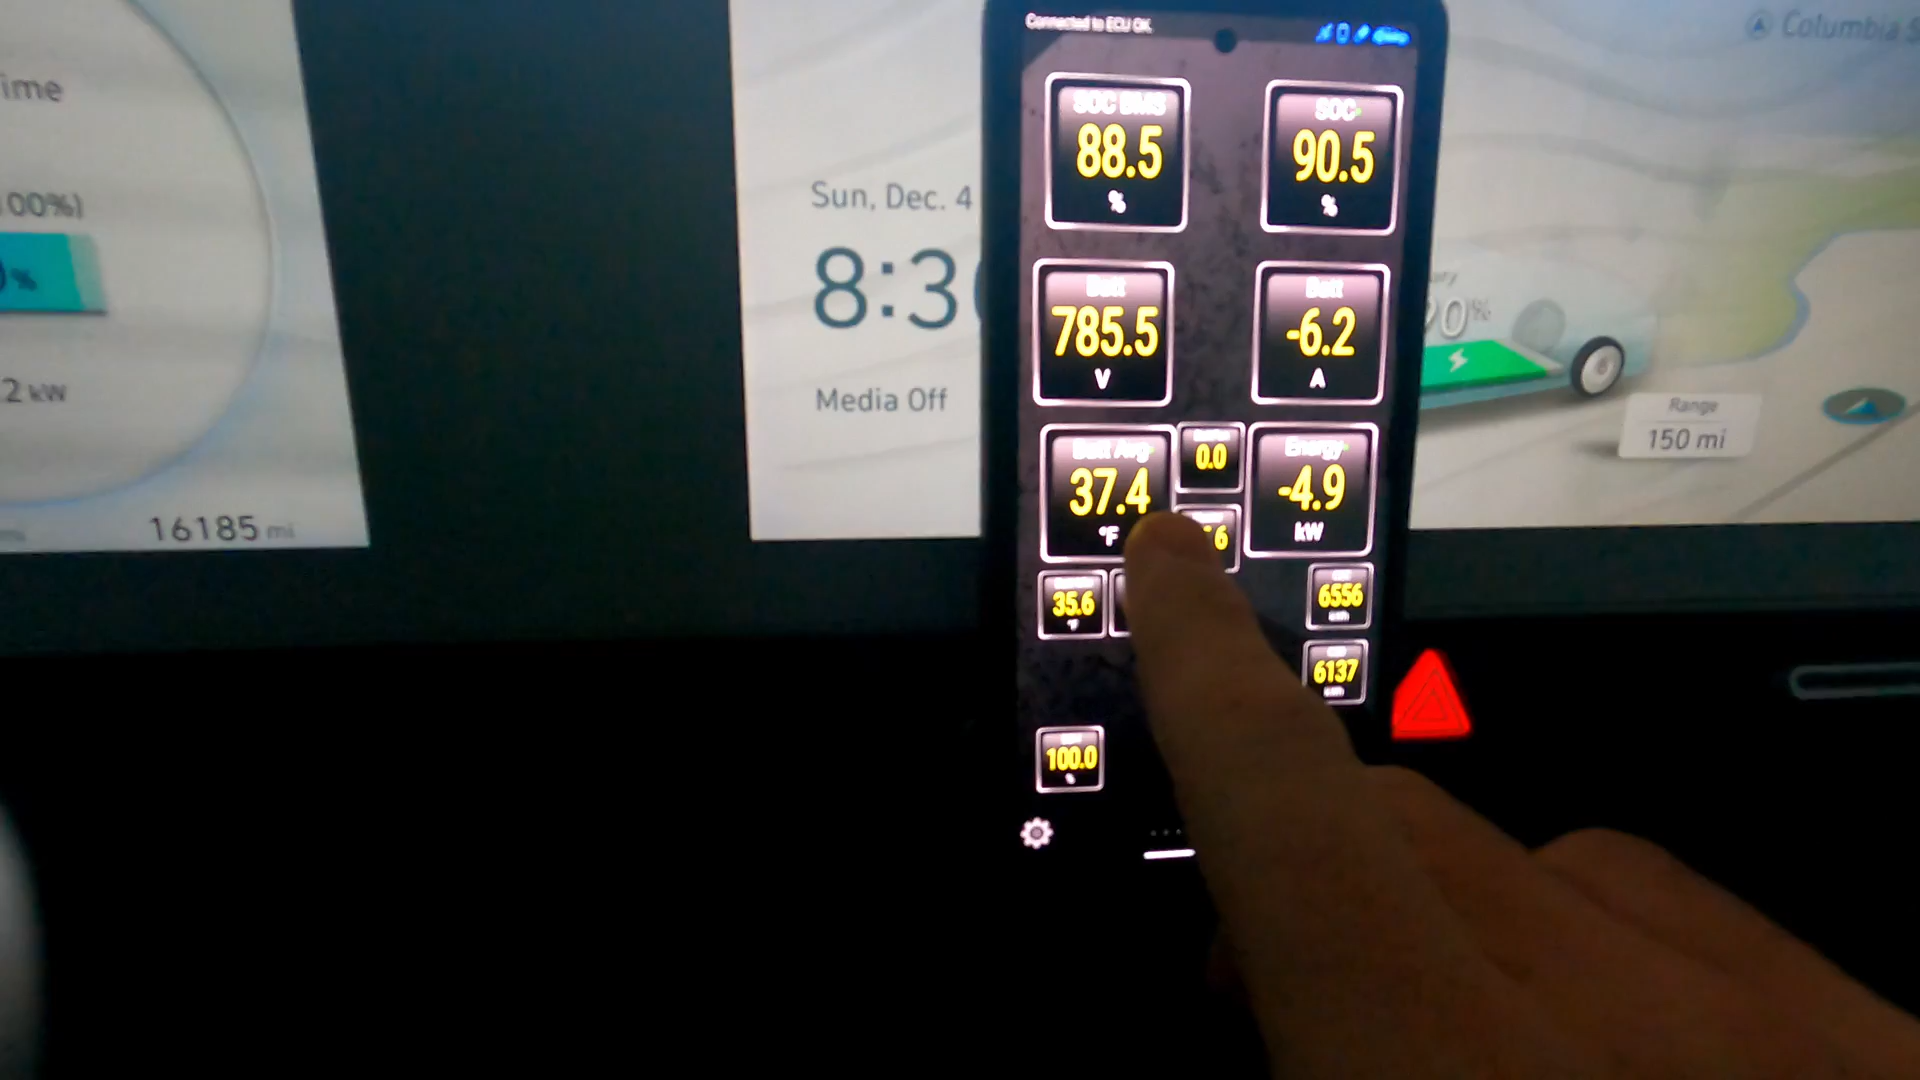 ime
00%)
%
2 kW
16185 mi
Sun, Dec. 4
8:3
Media Off
Connected to ECU OK.
SOC BMS
88.5
%
SOC
90.5
%
Batt
785.5
V
Batt
-6.2
A
Batt Avg
37.4
°F
0.0
6
Energy
-4.9
kW
35.6
°F
6556
6137
100.0
%
Columbia S
90%
Range
150 mi